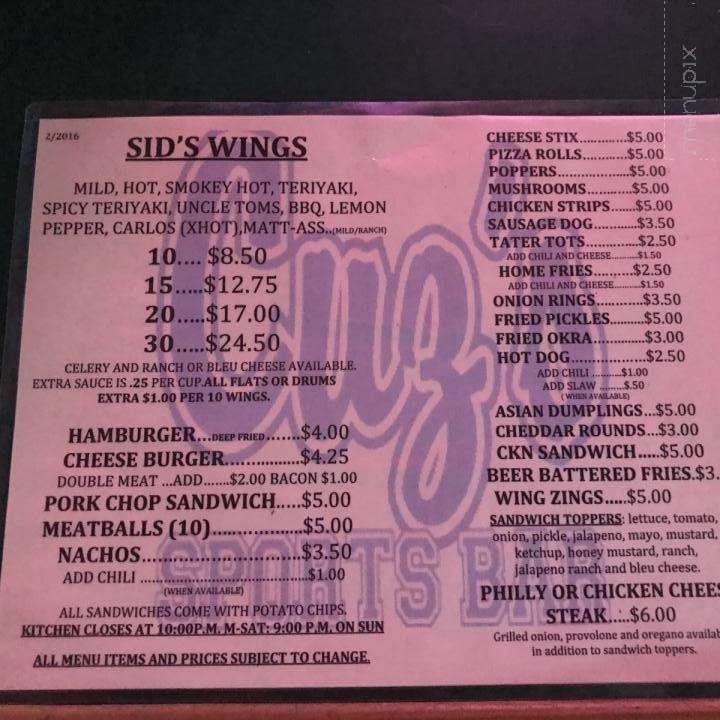 menupix
2/2016
SID'S WINGS
MILD, HOT, SMOKEY HOT, TERIYAKI,
SPICY TERIYAKI, UNCLE TOMS, BBQ, LEMON
PEPPER, CARLOS (XHOT),MATT-ASS..(MILD/RANCH)
10.... $8.50
15.....$12.75
20.....$17.00
30.....$24.50
CELERY AND RANCH OR BLEU CHEESE AVAILABLE.
EXTRA SAUCE IS .25 PER CUP.ALL FLATS OR DRUMS
EXTRA $1.00 PER 10 WINGS.
HAMBURGER...DEEP FRIED.......$4.00
CHEESE BURGER..............$4.25
DOUBLE MEAT ...ADD.......$2.00 BACON $1.00
PORK CHOP SANDWICH.....$5.00
MEATBALLS (10)...................$5.00
NACHOS............................$3.50
ADD CHILI ...................................$1.00
(WHEN AVAILABLE)
ALL SANDWICHES COME WITH POTATO CHIPS.
KITCHEN CLOSES AT 10:00P.M. M-SAT: 9:00 P.M. ON SUN
ALL MENU ITEMS AND PRICES SUBJECT TO CHANGE.
CHEESE STIX............$5.00
PIZZA ROLLS...........$5.00
POPPERS..................$5.00
MUSHROOMS..........$5.00
CHICKEN STRIPS.....$5.00
SAUSAGE DOG..........$3.50
TATER TOTS............$2.50
ADD CHILI AND CHEESE..........$1.50
HOME FRIES..........$2.50
ADD CHILI AND CHEESE..........$1.50
ONION RINGS...........$3.50
FRIED PICKLES........$5.00
FRIED OKRA............$3.00
HOT DOG..................$2.50
ADD CHILI ..........$1.00
ADD SLAW .......$.50
(WHEN AVAILABLE)
ASIAN DUMPLINGS...$5.00
CHEDDAR ROUNDS...$3.00
CKN SANDWICH.....$5.00
BEER BATTERED FRIES.$3.
WING ZINGS.....$5.00
SANDWICH TOPPERS: lettuce, tomato,
onion, pickle, jalapeno, mayo, mustard,
ketchup, honey mustard, ranch,
jalapeno ranch and bleu cheese.
PHILLY OR CHICKEN CHEES
STEAK.....$6.00
Grilled onion, provolone and oregano availab
in addition to sandwich toppers.
Cuz's
SPORTS BAR